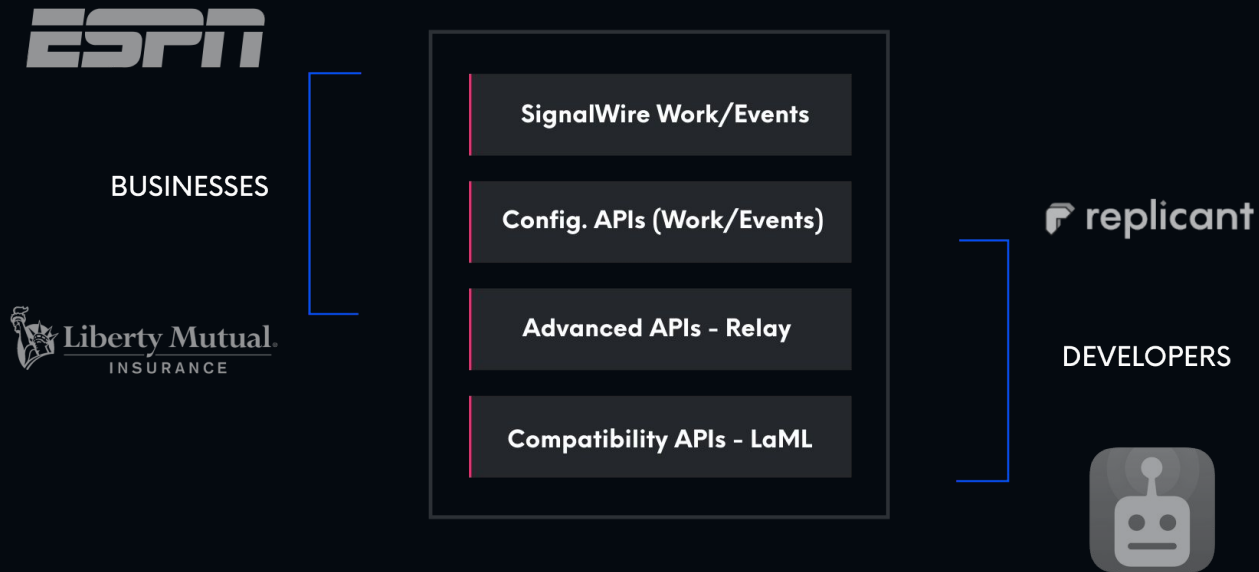 ESPN
BUSINESSES
Liberty Mutual.
INSURANCE
SignalWire Work/Events
Config. APIs (Work/Events)
Advanced APIs - Relay
Compatibility APIs - LaML
replicant
DEVELOPERS